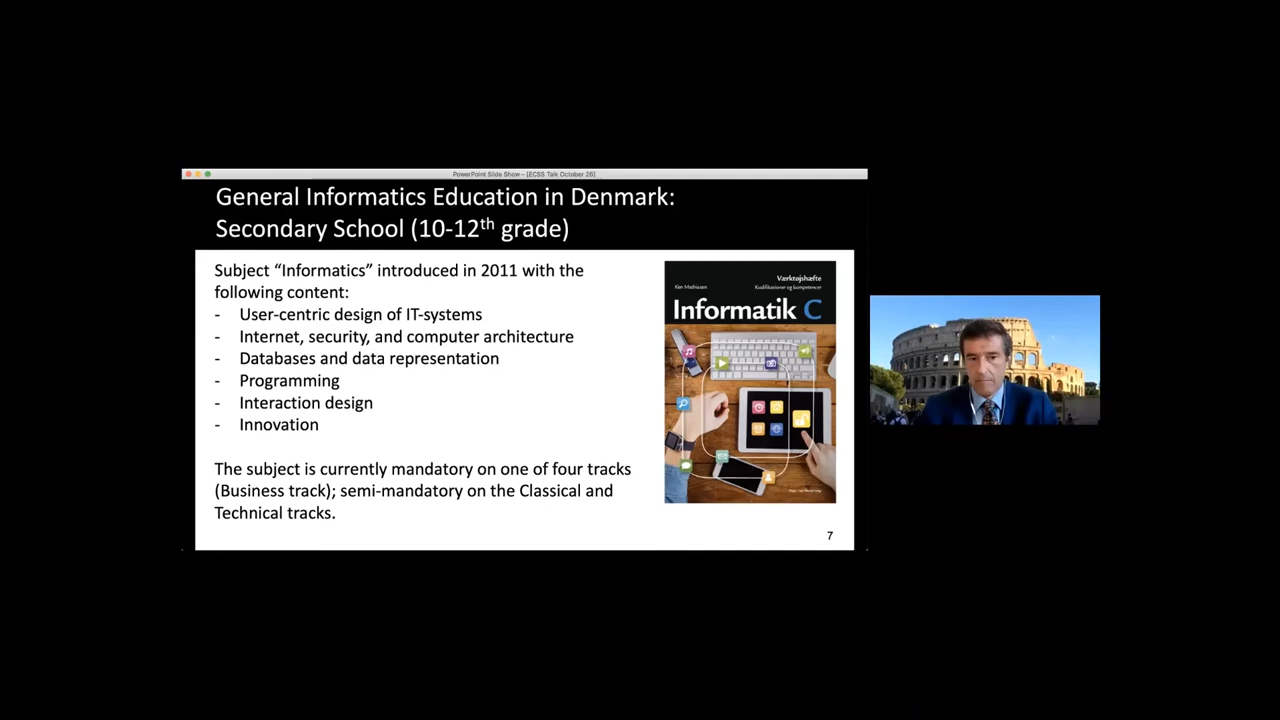 PowerPoint Slide Show - [ECSS Talk October 26]
General Informatics Education in Denmark:
Secondary School (10-12th grade)
Subject “Informatics” introduced in 2011 with the
following content:
- User-centric design of IT-systems
- Internet, security, and computer architecture
- Databases and data representation
- Programming
- Interaction design
- Innovation
The subject is currently mandatory on one of four tracks
(Business track); semi-mandatory on the Classical and
Technical tracks.
Værktøjshæfte
Kvalifikationer og kompetencer
Informatik C
7